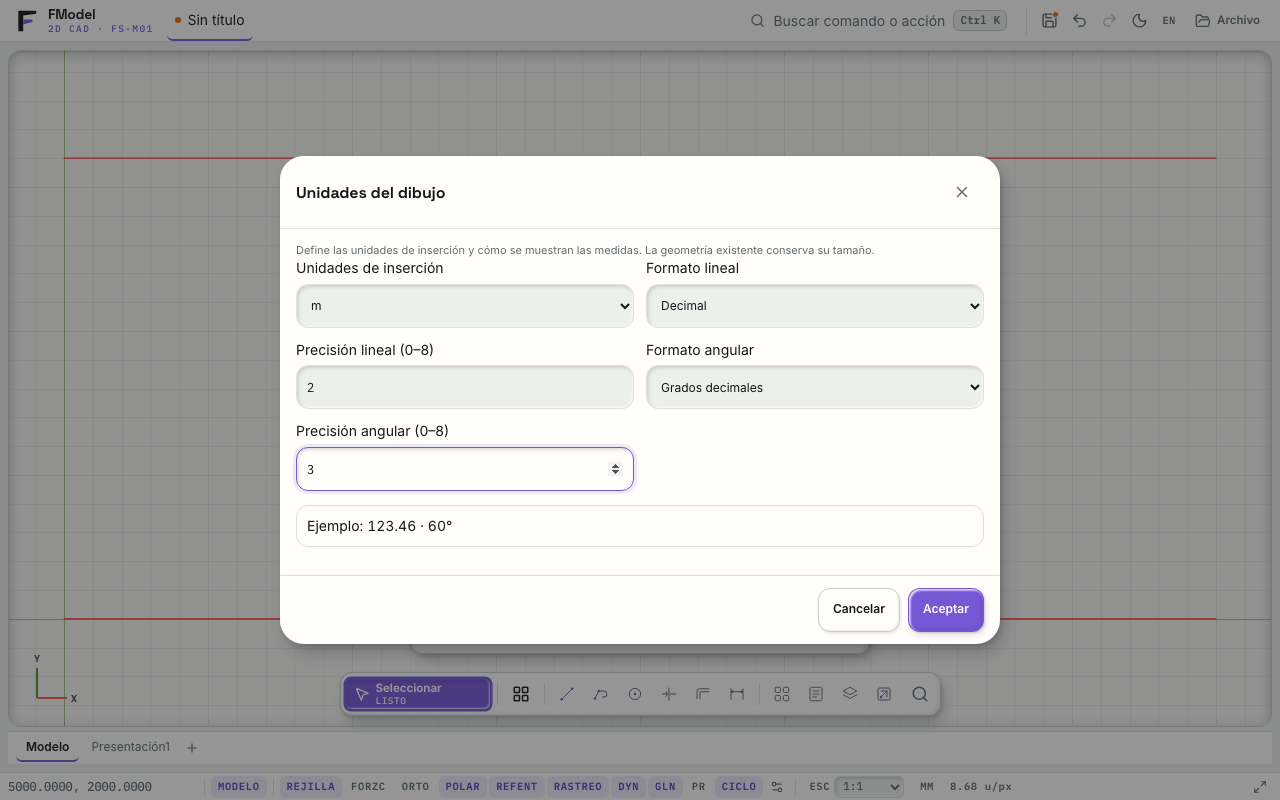 FModel
2D CAD · FS-M01
Sin título
Buscar comando o acción
Ctrl K
EN
Archivo
Unidades del dibujo
Define las unidades de inserción y cómo se muestran las medidas. La geometría existente conserva su tamaño.
Unidades de inserción
Formato lineal
m
Decimal
Precisión lineal (0–8)
Formato angular
2
Grados decimales
Precisión angular (0–8)
3
Ejemplo: 123.46 · 60°
Cancelar
Aceptar
Y
X
Seleccionar
LISTO
Modelo
Presentación1
+
5000.0000, 2000.0000
MODELO
REJILLA
FORZC
ORTO
POLAR
REFENT
RASTREO
DYN
GLN
PR
CICLO
ESC
1:1
MM
8.68 u/px